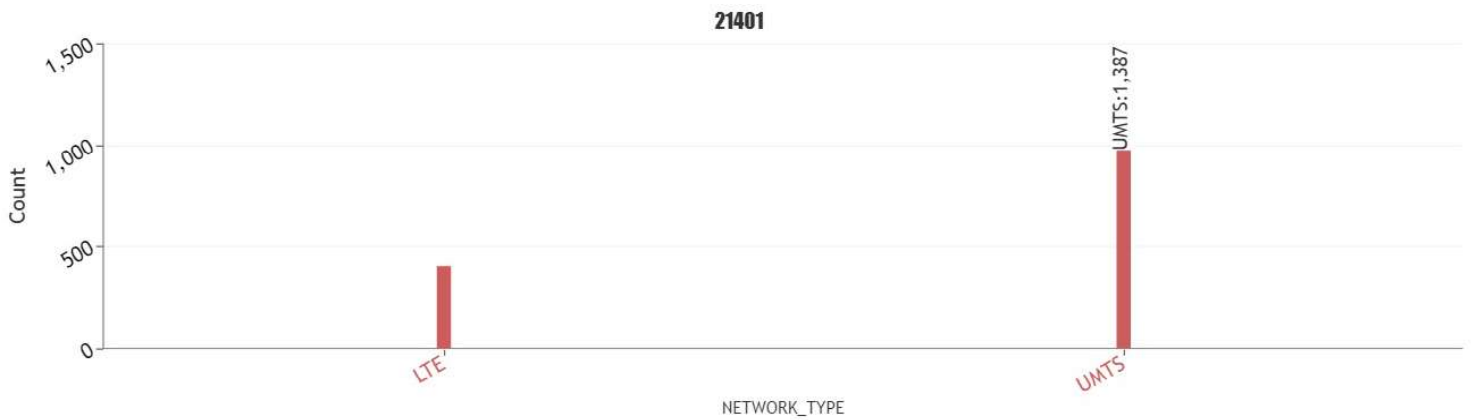 21401
1,500
1,000
500
0
Count
UMTS:1,387
LTE
UMTS
NETWORK_TYPE